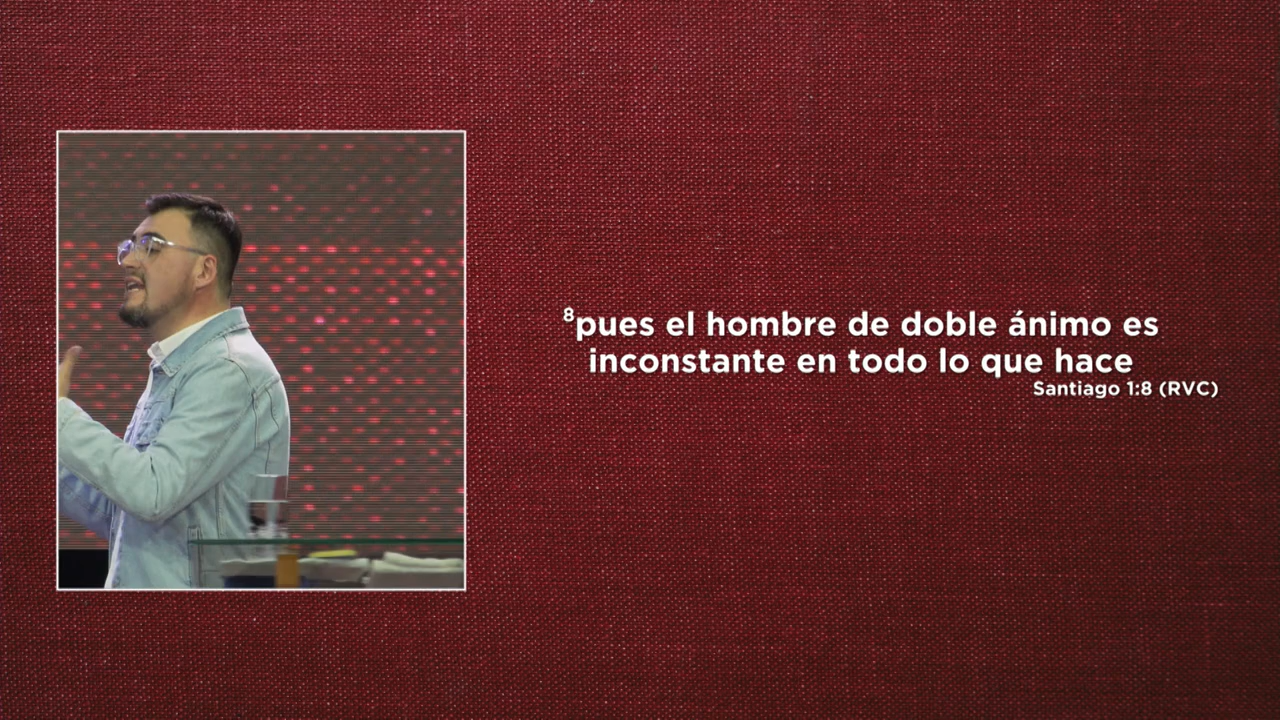 ⁸pues el hombre de doble ánimo es
inconstante en todo lo que hace
Santiago 1:8 (RVC)